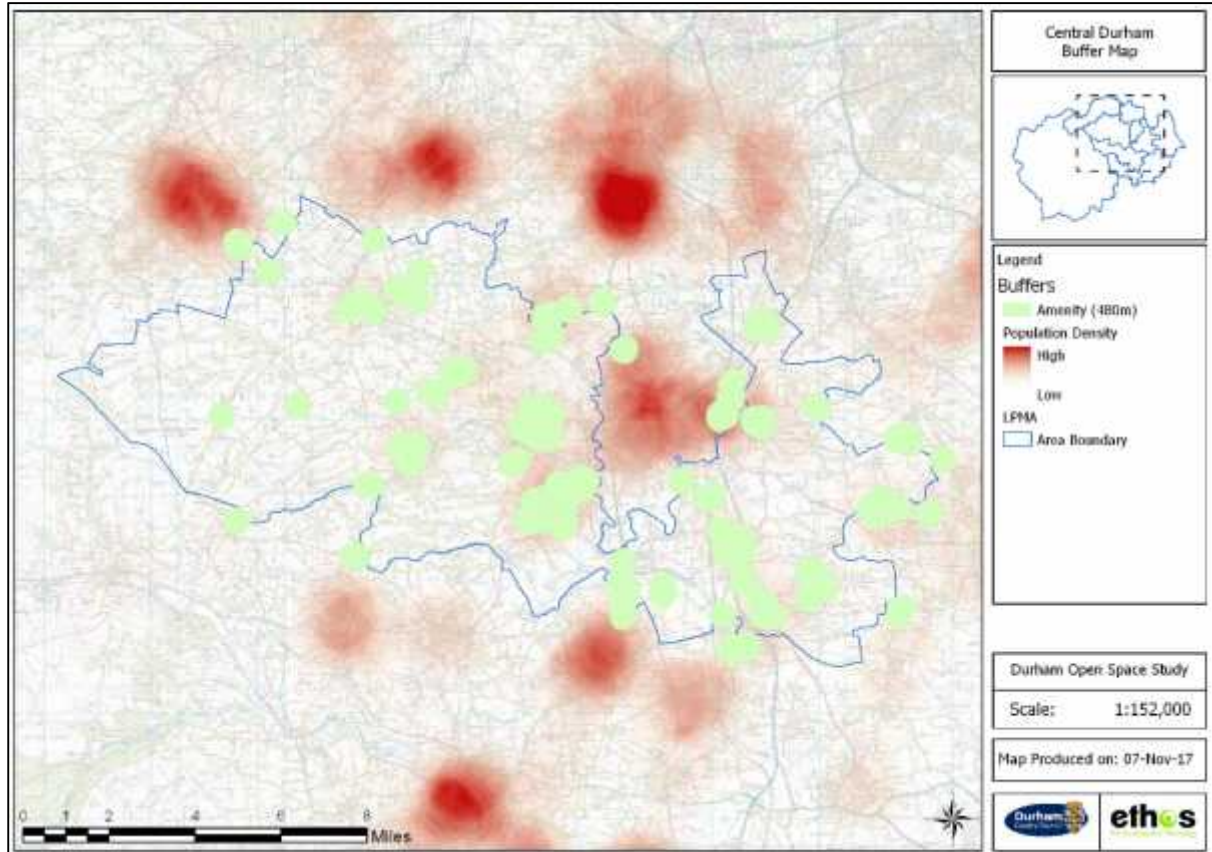 Central Durham
Buffer Map
Legend
Buffers
Amenity (480m)
Population Density
High
Low
LPMA
Area Boundary
Durham Open Space Study
Scale: 1:152,000
Map Produced on: 07-Nov-17
Durham
ethos
0 1 2 4 6 8
Miles